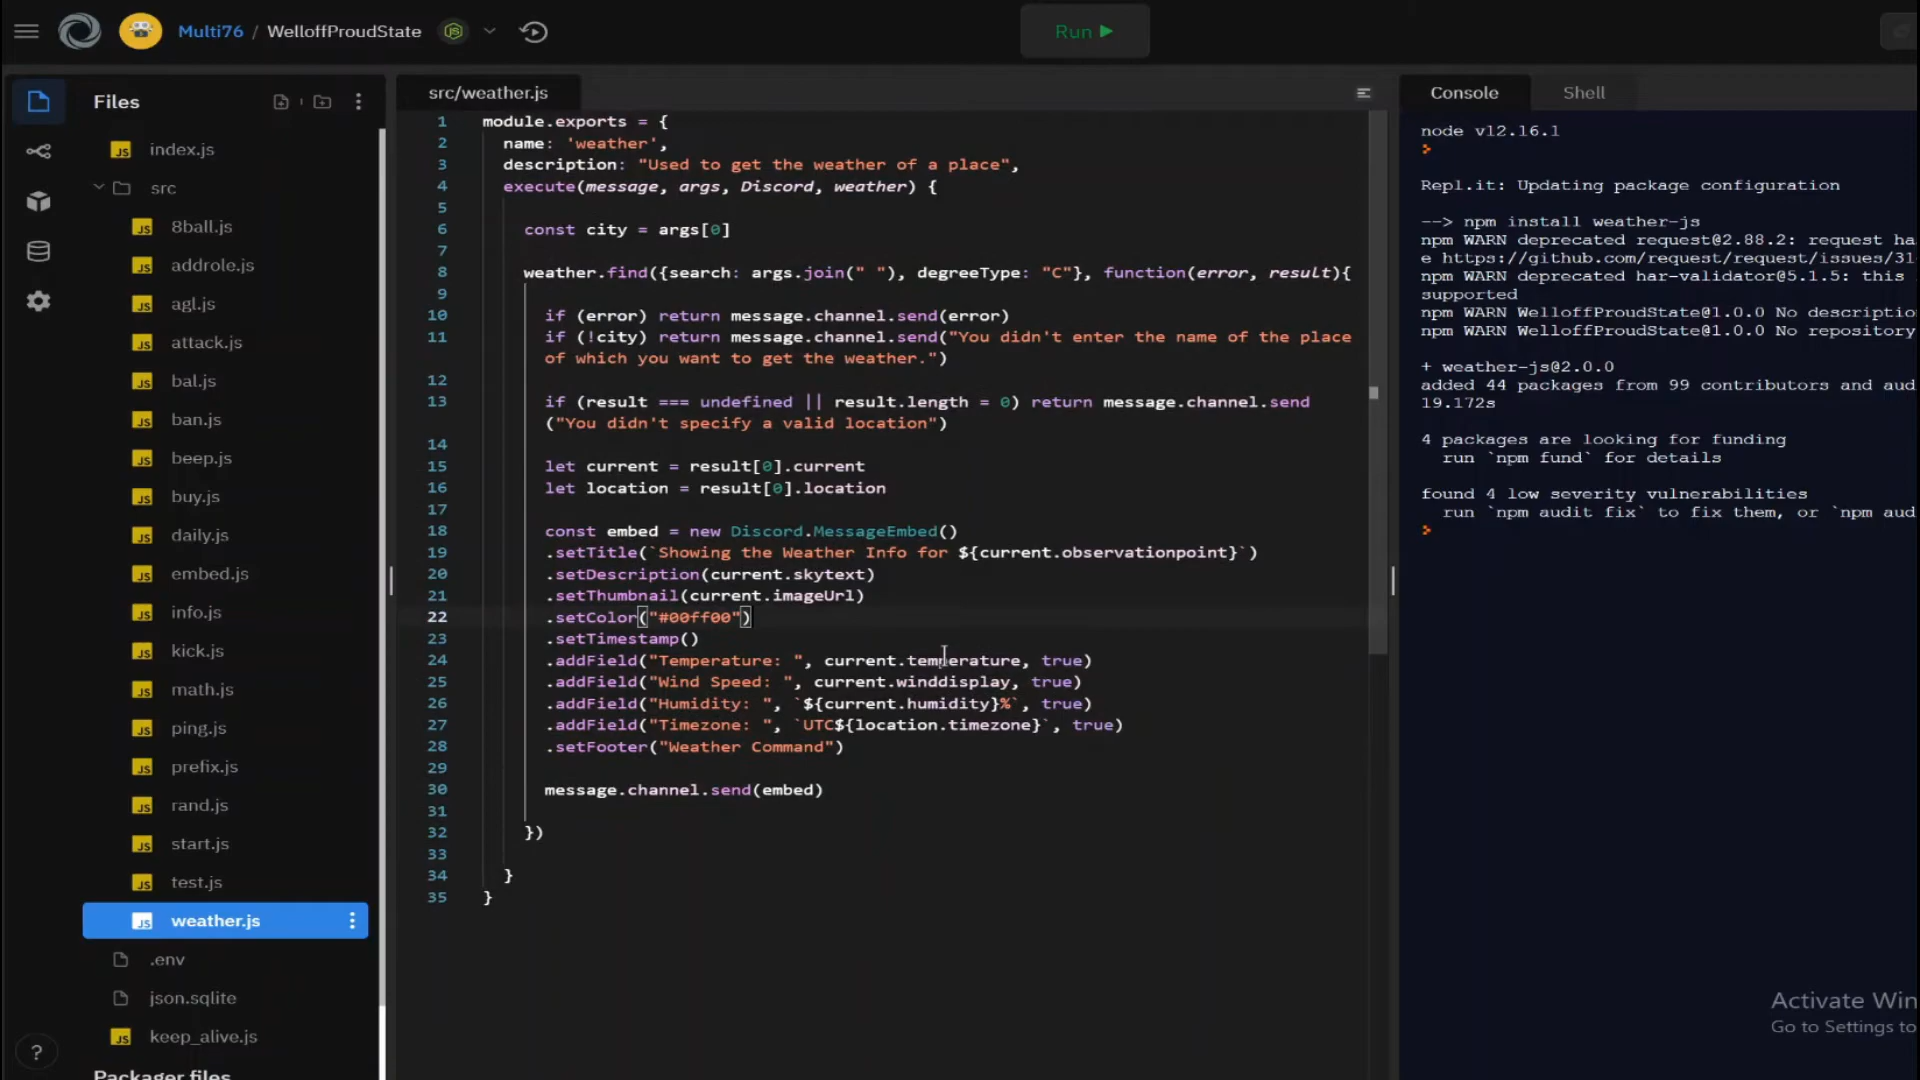 Multi76 / WelloffProudState
Run
Files
index.js
src
8ball.js
addrole.js
agl.js
attack.js
bal.js
ban.js
beep.js
buy.js
daily.js
embed.js
info.js
kick.js
math.js
ping.js
prefix.js
rand.js
start.js
test.js
weather.js
.env
json.sqlite
keep_alive.js
Packager files
?
src/weather.js
1 module.exports = {
2 name: 'weather',
3 description: "Used to get the weather of a place",
4 execute(message, args, Discord, weather) {
5
6 const city = args[0]
7
8 weather.find({search: args.join(" "), degreeType: "C"}, function(error, result){
9
10 if (error) return message.channel.send(error)
11 if (!city) return message.channel.send("You didn't enter the name of the place
of which you want to get the weather.")
12
13 if (result === undefined || result.length = 0) return message.channel.send
("You didn't specify a valid location")
14
15 let current = result[0].current
16 let location = result[0].location
17
18 const embed = new Discord.MessageEmbed()
19 .setTitle(`Showing the Weather Info for ${current.observationpoint}`)
20 .setDescription(current.skytext)
21 .setThumbnail(current.imageUrl)
22 .setColor("#00ff00")
23 .setTimestamp()
24 .addField("Temperature: ", current.temperature, true)
25 .addField("Wind Speed: ", current.winddisplay, true)
26 .addField("Humidity: ", `${current.humidity}%`, true)
27 .addField("Timezone: ", `UTC${location.timezone}`, true)
28 .setFooter("Weather Command")
29
30 message.channel.send(embed)
31
32 })
33
34 }
35 }
Console
Shell
node v12.16.1
Repl.it: Updating package configuration
--> npm install weather-js
npm WARN deprecated request@2.88.2: request ha
e https://github.com/request/request/issues/31
npm WARN deprecated har-validator@5.1.5: this
supported
npm WARN WelloffProudState@1.0.0 No descriptio
npm WARN WelloffProudState@1.0.0 No repository
+ weather-js@2.0.0
added 44 packages from 99 contributors and aud
19.172s
4 packages are looking for funding
run `npm fund` for details
found 4 low severity vulnerabilities
run `npm audit fix` to fix them, or `npm aud
Activate Win
Go to Settings to